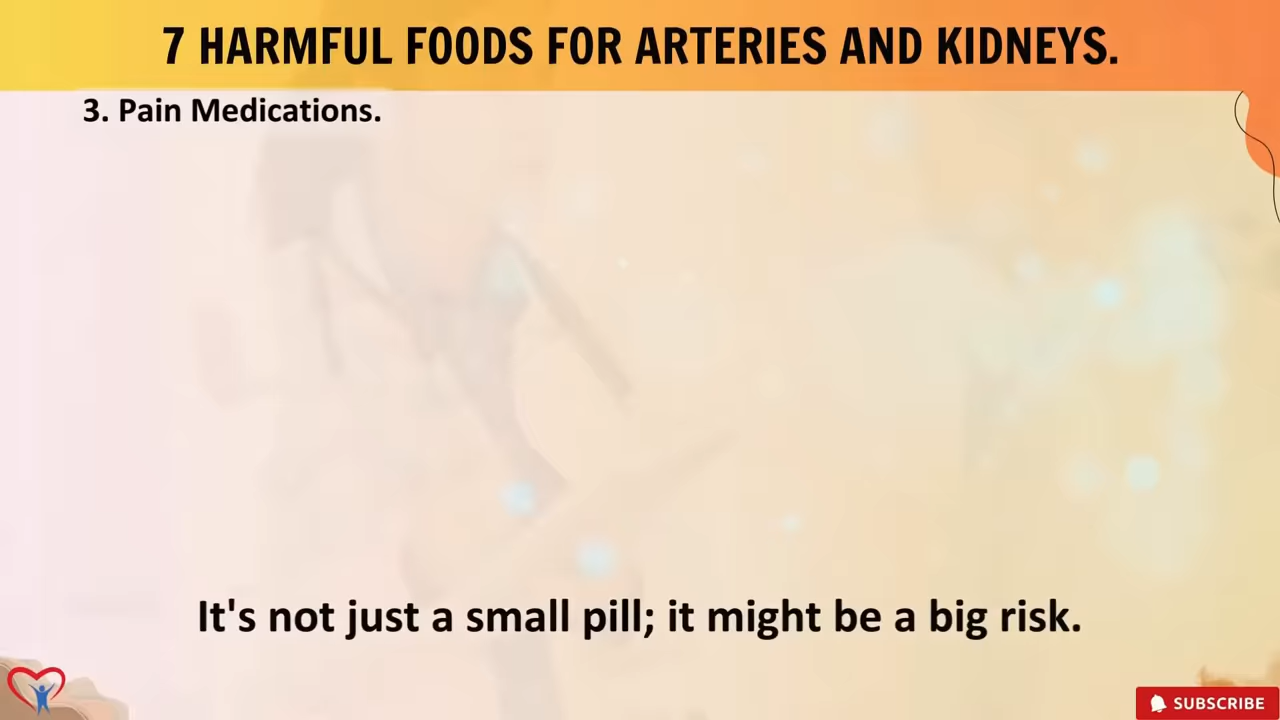 7 HARMFUL FOODS FOR ARTERIES AND KIDNEYS.
3. Pain Medications.
It's not just a small pill; it might be a big risk.
SUBSCRIBE